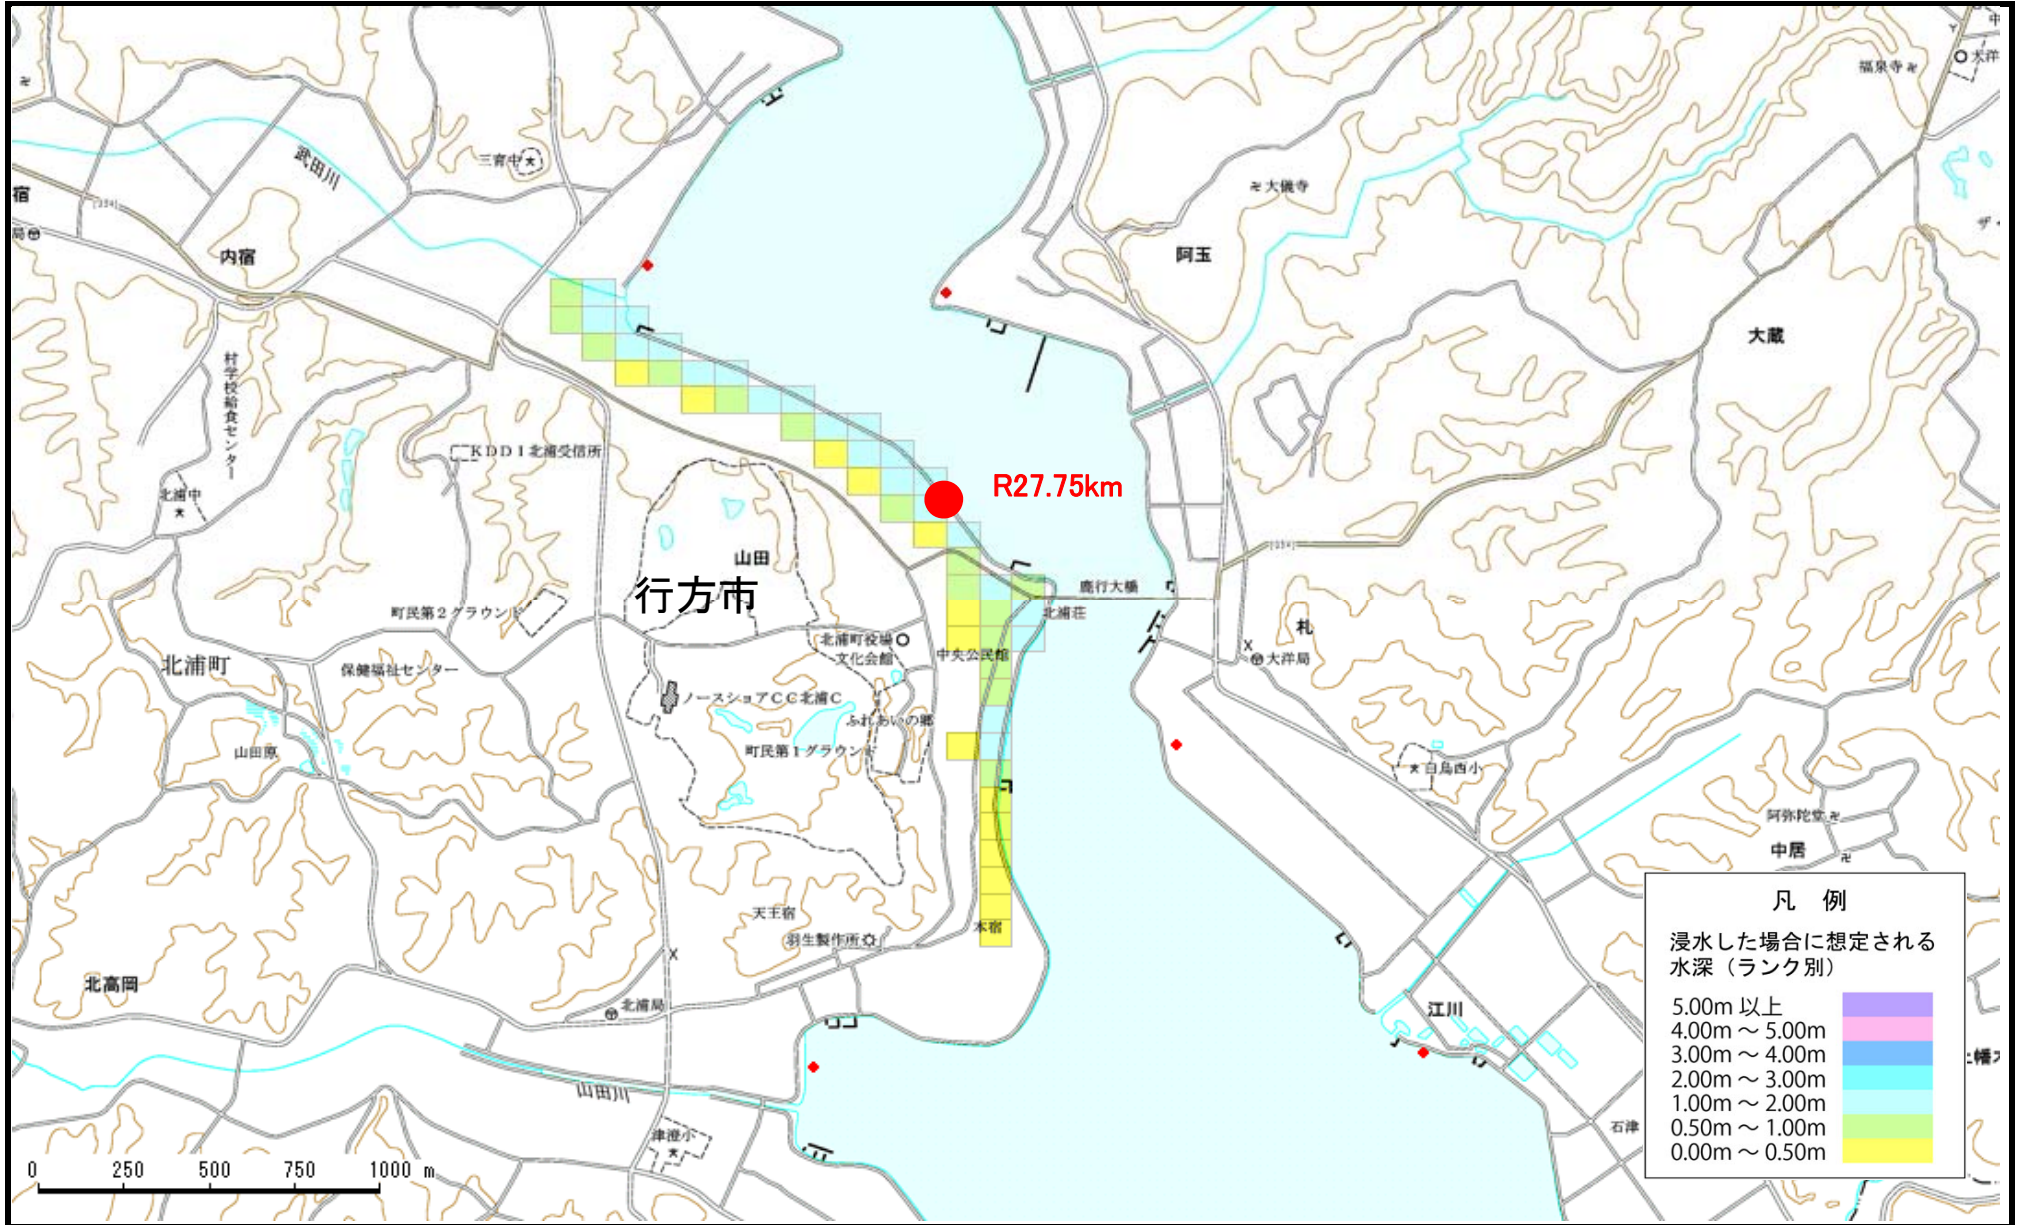 中
大洋
福泉寺
三育中
武田川
大儀寺
宿
[234]
局
内宿
阿玉
ザ
大蔵
村学校給食センター
KDDI北浦受信所
北浦中
R27.75km
山田
行方市
鹿行大橋
町民第2グラウンド
北浦荘
札
北浦町役場
文化会館
中央公民館
大洋局
北浦町
保健福祉センター
ノースショアCC北浦C
ふれあいの郷
山田原
町民第1グラウンド
白鳥西小
阿弥陀堂
中居
天王宿
本宿
羽生製作所
北高岡
北浦局
江川
山田川
津澄小
石津
0 250 500 750 1000 m
凡 例
浸水した場合に想定される
水深(ランク別)
5.00m 以上
4.00m ~ 5.00m
3.00m ~ 4.00m
2.00m ~ 3.00m
1.00m ~ 2.00m
0.50m ~ 1.00m
0.00m ~ 0.50m